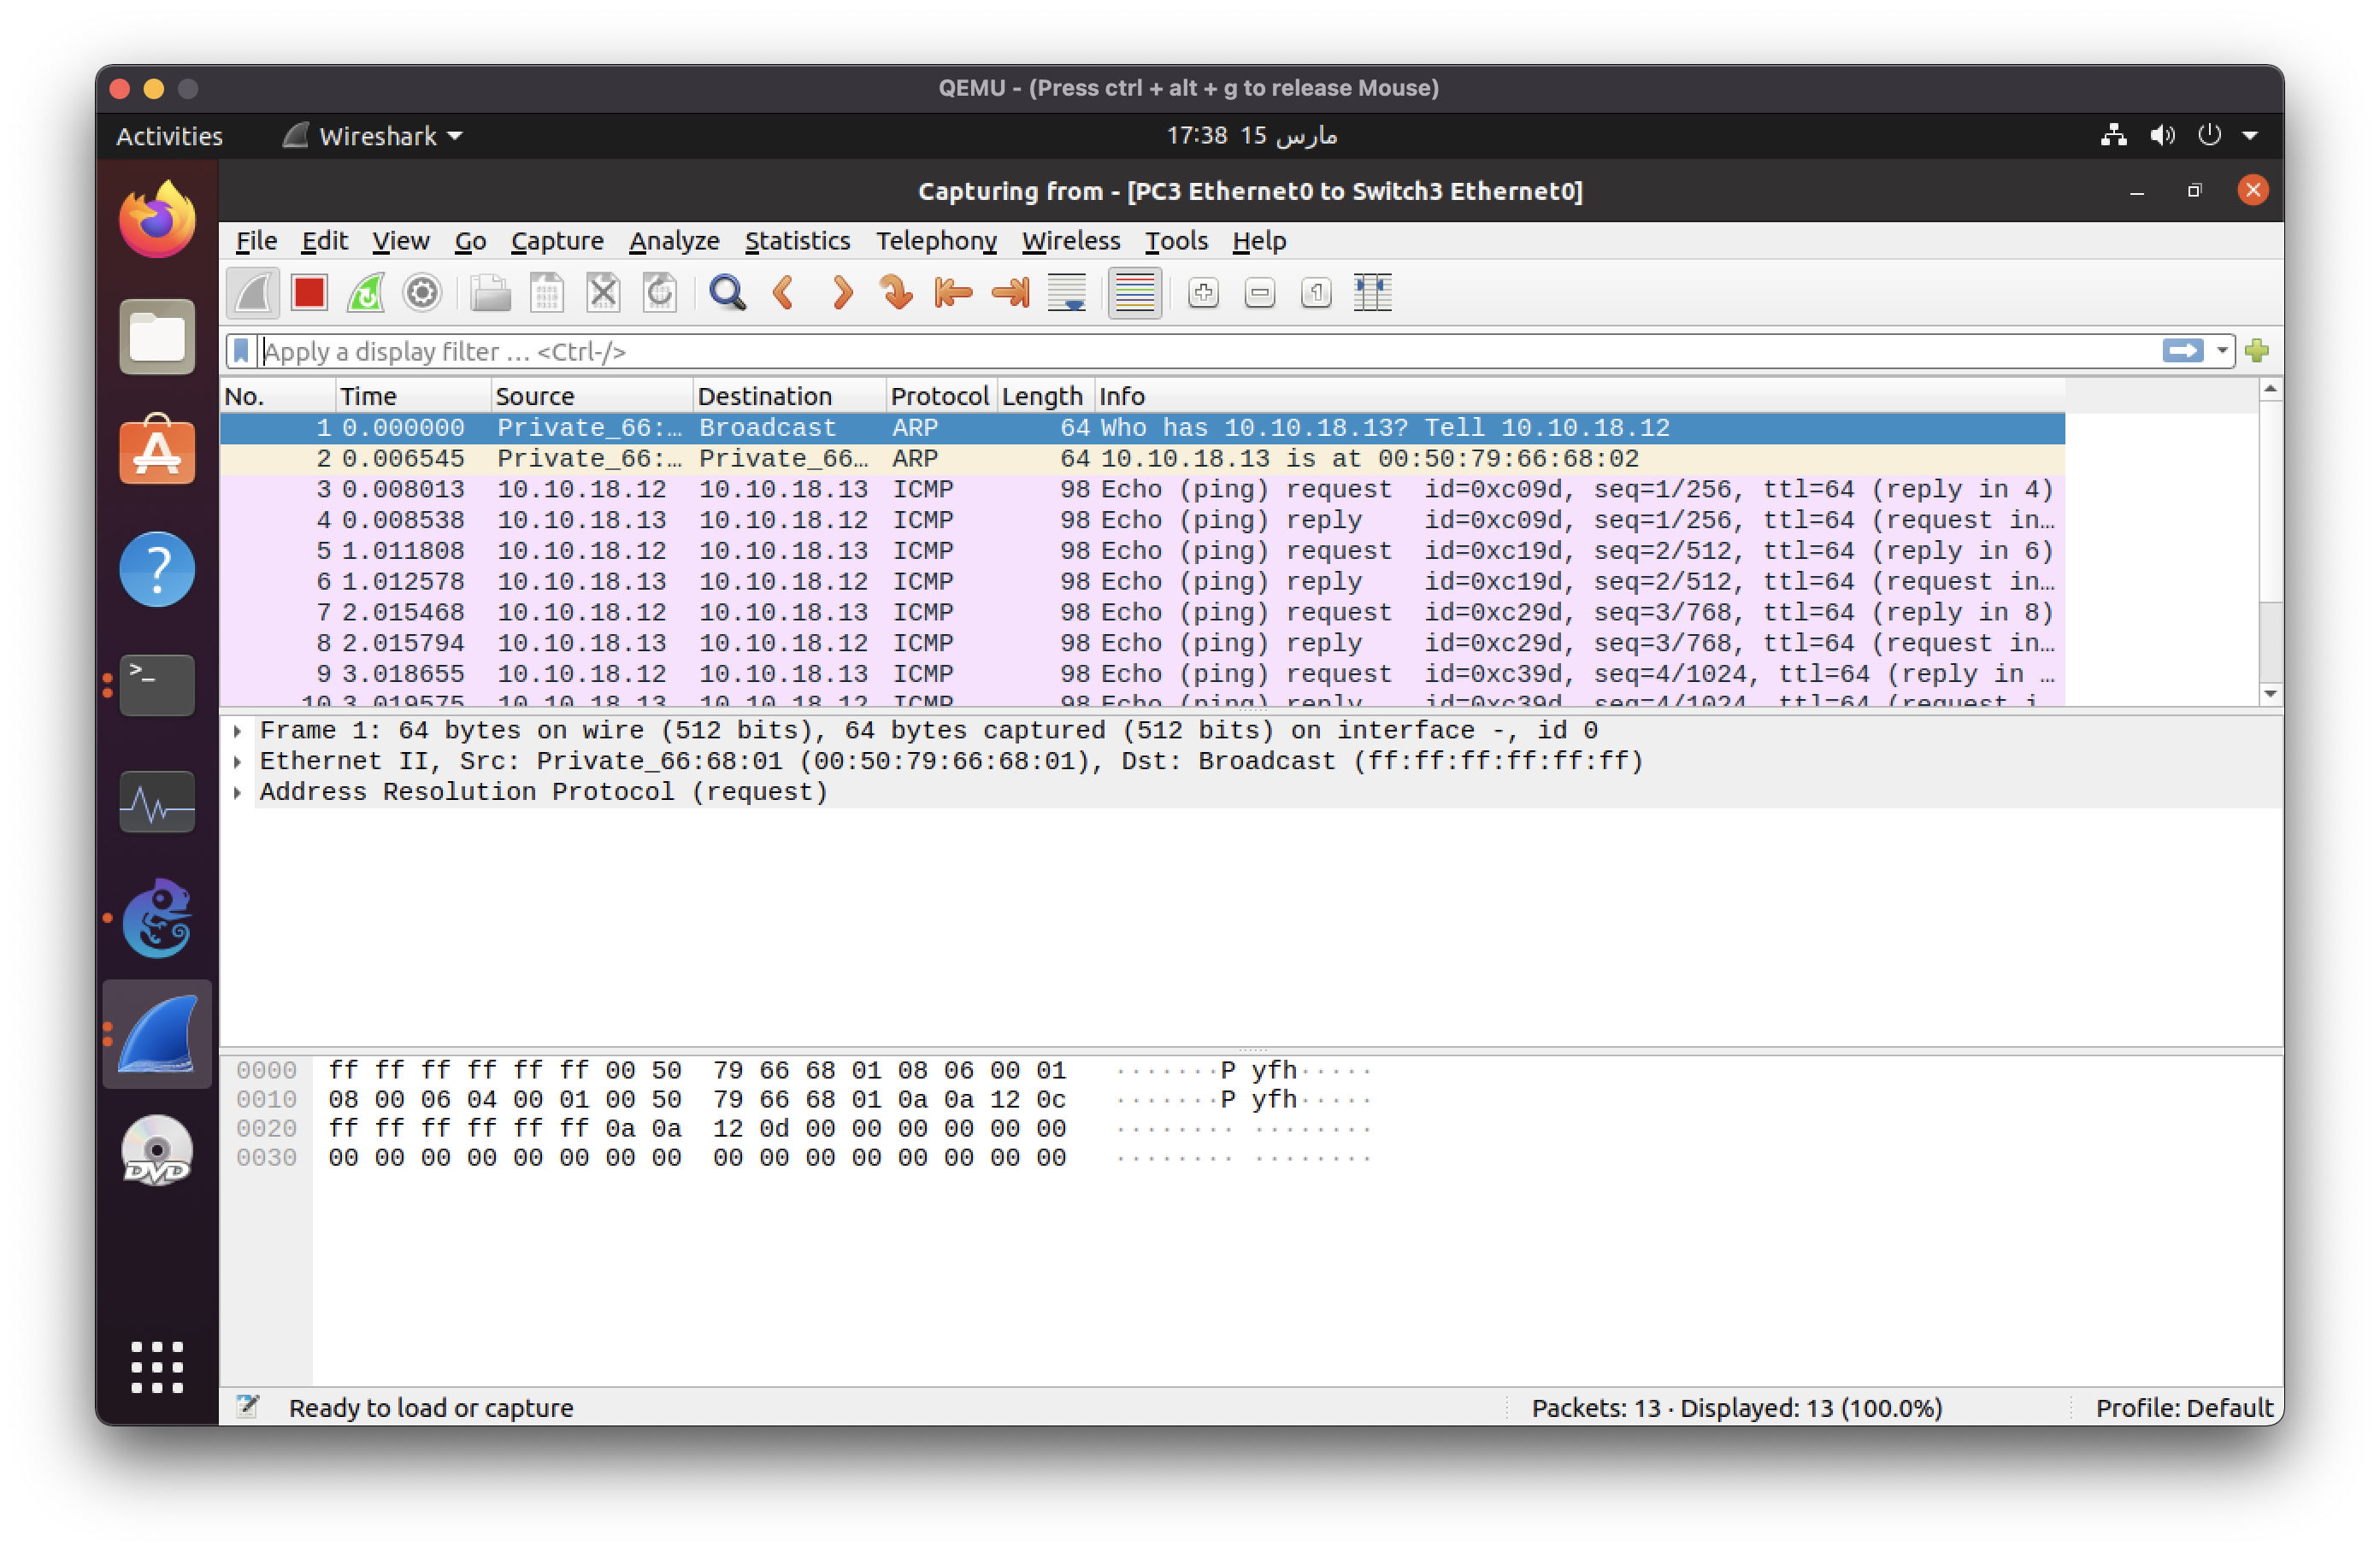 QEMU - (Press ctrl + alt + g to release Mouse)
Activities Wireshark 17:38 15 مارس
Capturing from - [PC3 Ethernet0 to Switch3 Ethernet0]
File Edit View Go Capture Analyze Statistics Telephony Wireless Tools Help
Apply a display filter … <Ctrl-/>
No. Time Source Destination Protocol Length Info
1 0.000000 Private_66:… Broadcast ARP 64 Who has 10.10.18.13? Tell 10.10.18.12
2 0.006545 Private_66:… Private_66… ARP 64 10.10.18.13 is at 00:50:79:66:68:02
3 0.008013 10.10.18.12 10.10.18.13 ICMP 98 Echo (ping) request id=0xc09d, seq=1/256, ttl=64 (reply in 4)
4 0.008538 10.10.18.13 10.10.18.12 ICMP 98 Echo (ping) reply id=0xc09d, seq=1/256, ttl=64 (request in…
5 1.011808 10.10.18.12 10.10.18.13 ICMP 98 Echo (ping) request id=0xc19d, seq=2/512, ttl=64 (reply in 6)
6 1.012578 10.10.18.13 10.10.18.12 ICMP 98 Echo (ping) reply id=0xc19d, seq=2/512, ttl=64 (request in…
7 2.015468 10.10.18.12 10.10.18.13 ICMP 98 Echo (ping) request id=0xc29d, seq=3/768, ttl=64 (reply in 8)
8 2.015794 10.10.18.13 10.10.18.12 ICMP 98 Echo (ping) reply id=0xc29d, seq=3/768, ttl=64 (request in…
9 3.018655 10.10.18.12 10.10.18.13 ICMP 98 Echo (ping) request id=0xc39d, seq=4/1024, ttl=64 (reply in …
10 3.019575 10.10.18.13 10.10.18.12 ICMP 98 Echo (ping) reply id=0xc39d, seq=4/1024, ttl=64 (request i…
Frame 1: 64 bytes on wire (512 bits), 64 bytes captured (512 bits) on interface -, id 0
Ethernet II, Src: Private_66:68:01 (00:50:79:66:68:01), Dst: Broadcast (ff:ff:ff:ff:ff:ff)
Address Resolution Protocol (request)
0000 ff ff ff ff ff ff 00 50 79 66 68 01 08 06 00 01 ·······P yfh·····
0010 08 00 06 04 00 01 00 50 79 66 68 01 0a 0a 12 0c ·······P yfh·····
0020 ff ff ff ff ff ff 0a 0a 12 0d 00 00 00 00 00 00 ········ ········
0030 00 00 00 00 00 00 00 00 00 00 00 00 00 00 00 00 ········ ········
DVD
Ready to load or capture Packets: 13 · Displayed: 13 (100.0%) Profile: Default